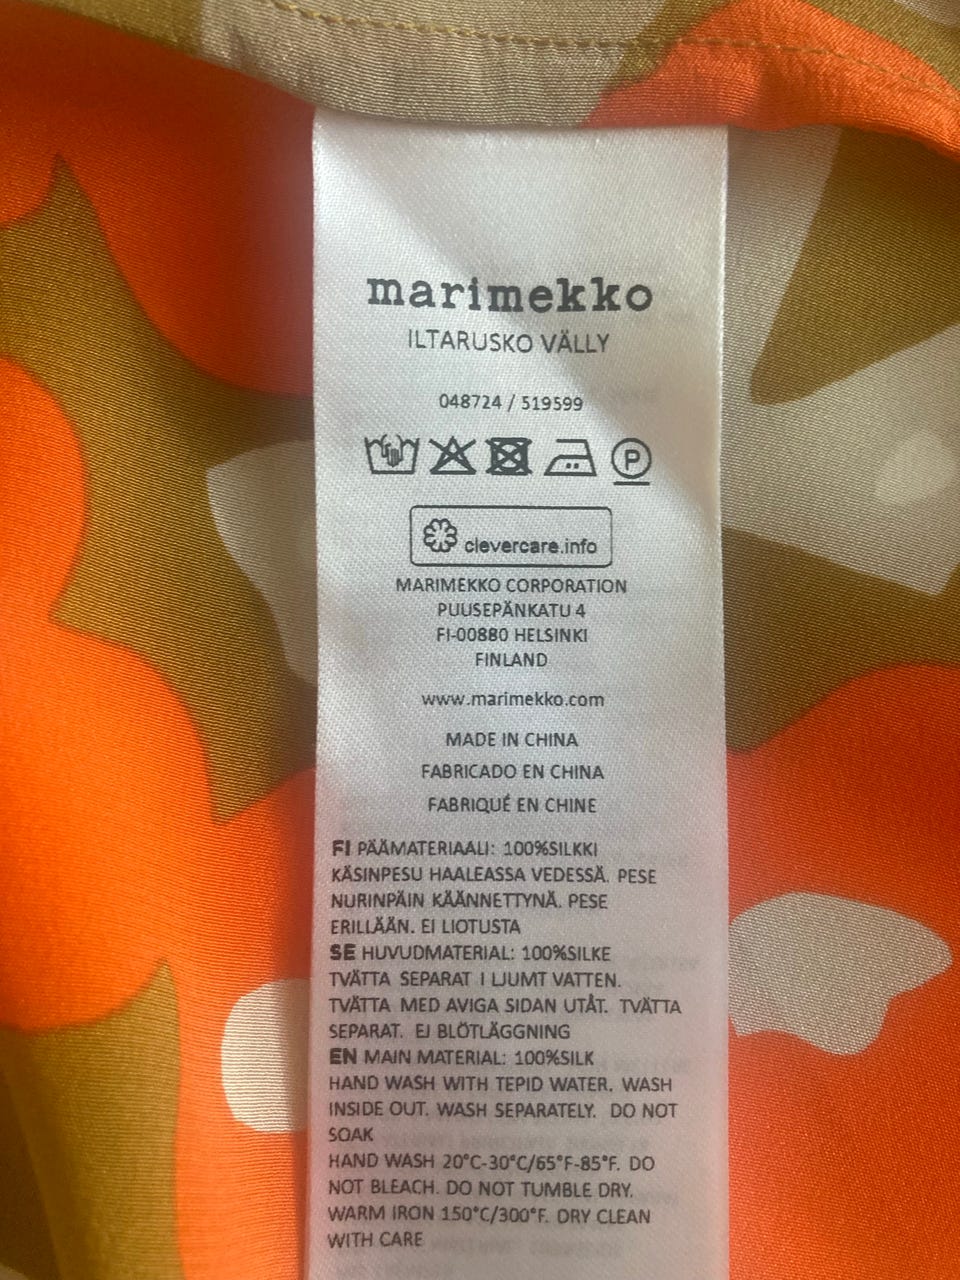 marimekko
ILTARUSKO VÄLLY
048724 / 519599
P
clevercare.info
MARIMEKKO CORPORATION
PUUSEPÄNKATU 4
FI-00880 HELSINKI
FINLAND
www.marimekko.com
MADE IN CHINA
FABRICADO EN CHINA
FABRIQUÉ EN CHINE
FI PÄÄMATERIAALI: 100%SILKKI
KÄSINPESU HAALEASSA VEDESSÄ. PESE
NURINPÄIN KÄÄNNETTYNÄ. PESE
ERILLÄÄN. EI LIOTUSTA
SE HUVUDMATERIAL: 100%SILKE
TVÄTTA SEPARAT I LJUMT VATTEN.
TVÄTTA MED AVIGA SIDAN UTÅT. TVÄTTA
SEPARAT. EJ BLÖTLÄGGNING
EN MAIN MATERIAL: 100%SILK
HAND WASH WITH TEPID WATER. WASH
INSIDE OUT. WASH SEPARATELY. DO NOT
SOAK
HAND WASH 20°C-30°C/65°F-85°F. DO
NOT BLEACH. DO NOT TUMBLE DRY.
WARM IRON 150°C/300°F. DRY CLEAN
WITH CARE